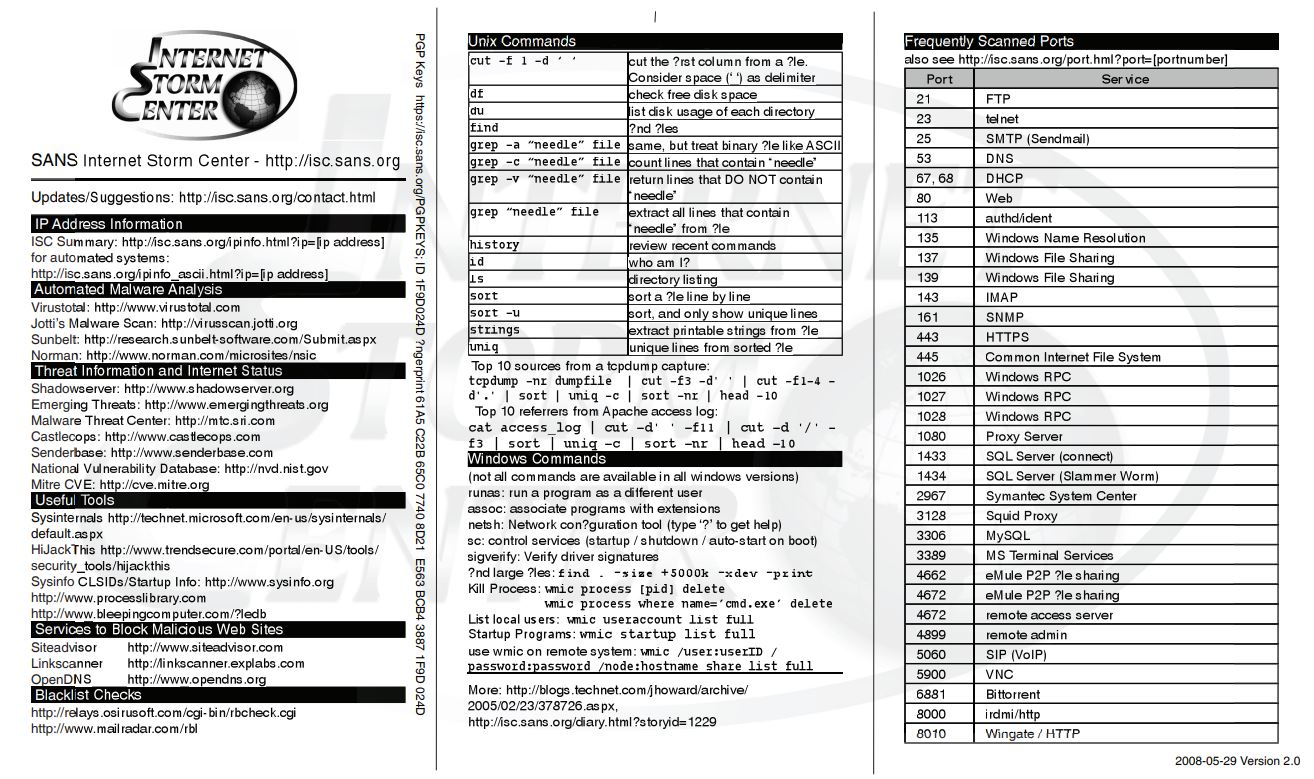 INTERNET
STORM
CENTER
SANS Internet Storm Center - http://isc.sans.org
Updates/Suggestions: http://isc.sans.org/contact.html
IP Address Information
ISC Summary: http://isc.sans.org/ipinfo.html?ip=[ip address]
for automated systems:
http://isc.sans.org/ipinfo_ascii.html?ip=[ip address]
Automated Malware Analysis
Virustotal: http://www.virustotal.com
Jotti's Malware Scan: http://virusscan.jotti.org
Sunbelt: http://research.sunbelt-software.com/Submit.aspx
Norman: http://www.norman.com/microsites/nsic
Threat Information and Internet Status
Shadowserver: http://www.shadowserver.org
Emerging Threats: http://www.emergingthreats.org
Malware Threat Center: http://mtc.sri.com
Castlecops: http://www.castlecops.com
Senderbase: http://www.senderbase.com
National Vulnerability Database: http://nvd.nist.gov
Mitre CVE: http://cve.mitre.org
Useful Tools
Sysinternals http://technet.microsoft.com/en-us/sysinternals/
default.aspx
HiJackThis http://www.trendsecure.com/portal/en-US/tools/
security_tools/hijackthis
Sysinfo CLSIDs/Startup Info: http://www.sysinfo.org
http://www.processlibrary.com
http://www.bleepingcomputer.com/?ledb
Services to Block Malicious Web Sites
Siteadvisor http://www.siteadvisor.com
Linkscanner http://linkscanner.explabs.com
OpenDNS http://www.opendns.org
Blacklist Checks
http://relays.osirusoft.com/cgi-bin/rbcheck.cgi
http://www.mailradar.com/rbl
PGP Keys https://isc.sans.org/PGPKEYS; ID 1F9D024D ?ngerprint 61A5 C22B 65C0 7740 8D21 E563 BCB4 3887 1F9D 024D
Unix Commands
cut -f 1 -d ' ' cut the ?rst column from a ?le.
Consider space (' ') as delimiter
df check free disk space
du list disk usage of each directory
find ?nd ?les
grep -a "needle" file same, but treat binary ?le like ASCII
grep -c "needle" file count lines that contain "needle"
grep -v "needle" file return lines that DO NOT contain
"needle"
grep "needle" file extract all lines that contain
"needle" from ?le
history review recent commands
id who am I?
ls directory listing
sort sort a ?le line by line
sort -u sort, and only show unique lines
strings extract printable strings from ?le
uniq unique lines from sorted ?le
Top 10 sources from a tcpdump capture:
tcpdump -nr dumpfile | cut -f3 -d' ' | cut -f1-4 -
d'.' | sort | uniq -c | sort -nr | head -10
Top 10 referrers from Apache access log:
cat access_log | cut -d' ' -f11 | cut -d '/' -
f3 | sort | uniq -c | sort -nr | head -10
Windows Commands
(not all commands are available in all windows versions)
runas: run a program as a different user
assoc: associate programs with extensions
netsh: Network con?guration tool (type '?' to get help)
sc: control services (startup / shutdown / auto-start on boot)
sigverify: Verify driver signatures
?nd large ?les: find . -size +5000k -xdev -print
Kill Process: wmic process [pid] delete
wmic process where name='cmd.exe' delete
List local users: wmic useraccount list full
Startup Programs: wmic startup list full
use wmic on remote system: wmic /user:userID /
password:password /node:hostname share list full
More: http://blogs.technet.com/jhoward/archive/
2005/02/23/378726.aspx,
http://isc.sans.org/diary.html?storyid=1229
Frequently Scanned Ports
also see http://isc.sans.org/port.hml?port=[portnumber]
Port Service
21 FTP
23 telnet
25 SMTP (Sendmail)
53 DNS
67, 68 DHCP
80 Web
113 authd/ident
135 Windows Name Resolution
137 Windows File Sharing
139 Windows File Sharing
143 IMAP
161 SNMP
443 HTTPS
445 Common Internet File System
1026 Windows RPC
1027 Windows RPC
1028 Windows RPC
1080 Proxy Server
1433 SQL Server (connect)
1434 SQL Server (Slammer Worm)
2967 Symantec System Center
3128 Squid Proxy
3306 MySQL
3389 MS Terminal Services
4662 eMule P2P ?le sharing
4672 eMule P2P ?le sharing
4672 remote access server
4899 remote admin
5060 SIP (VoIP)
5900 VNC
6881 Bittorrent
8000 irdmi/http
8010 Wingate / HTTP
2008-05-29 Version 2.0